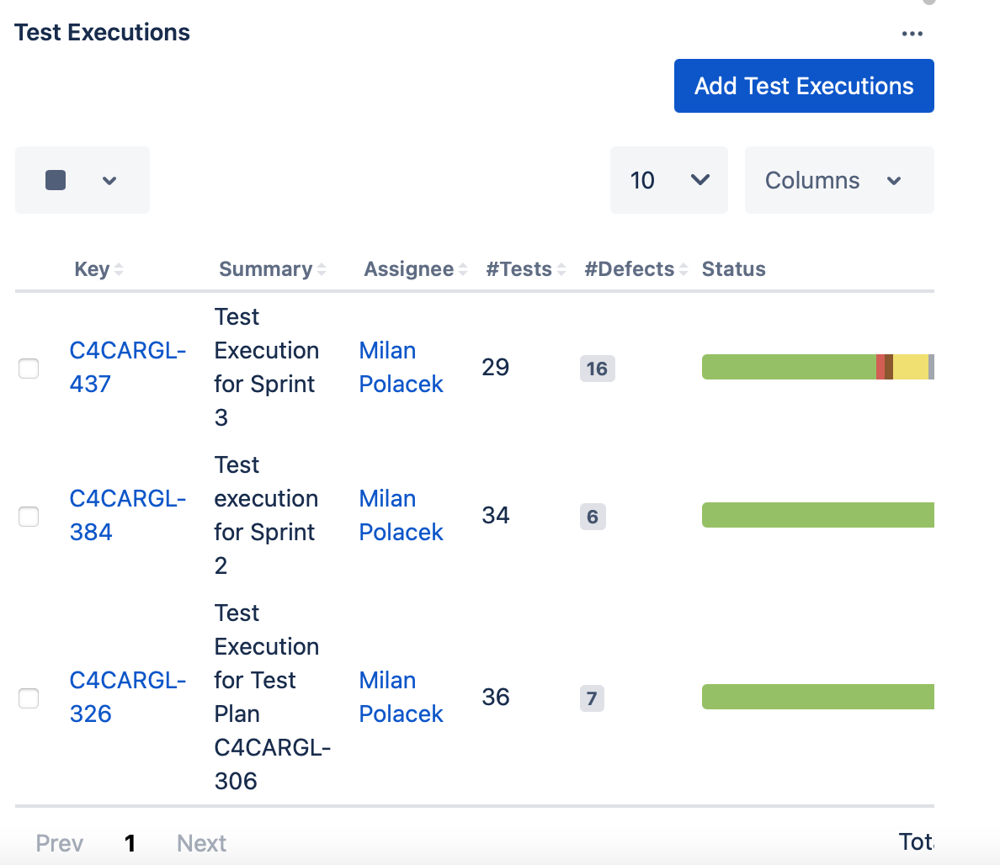 Test Executions
Add Test Executions
10
Columns
Key Summary Assignee #Tests #Defects Status
Test
C4CARGL- Execution Milan
29 16
437 for Sprint Polacek
3
Test
C4CARGL- execution Milan
34 6
384 for Sprint Polacek
2
Test
Execution
C4CARGL- for Test Milan
36 7
326 Plan Polacek
C4CARGL-
306
Prev 1 Next